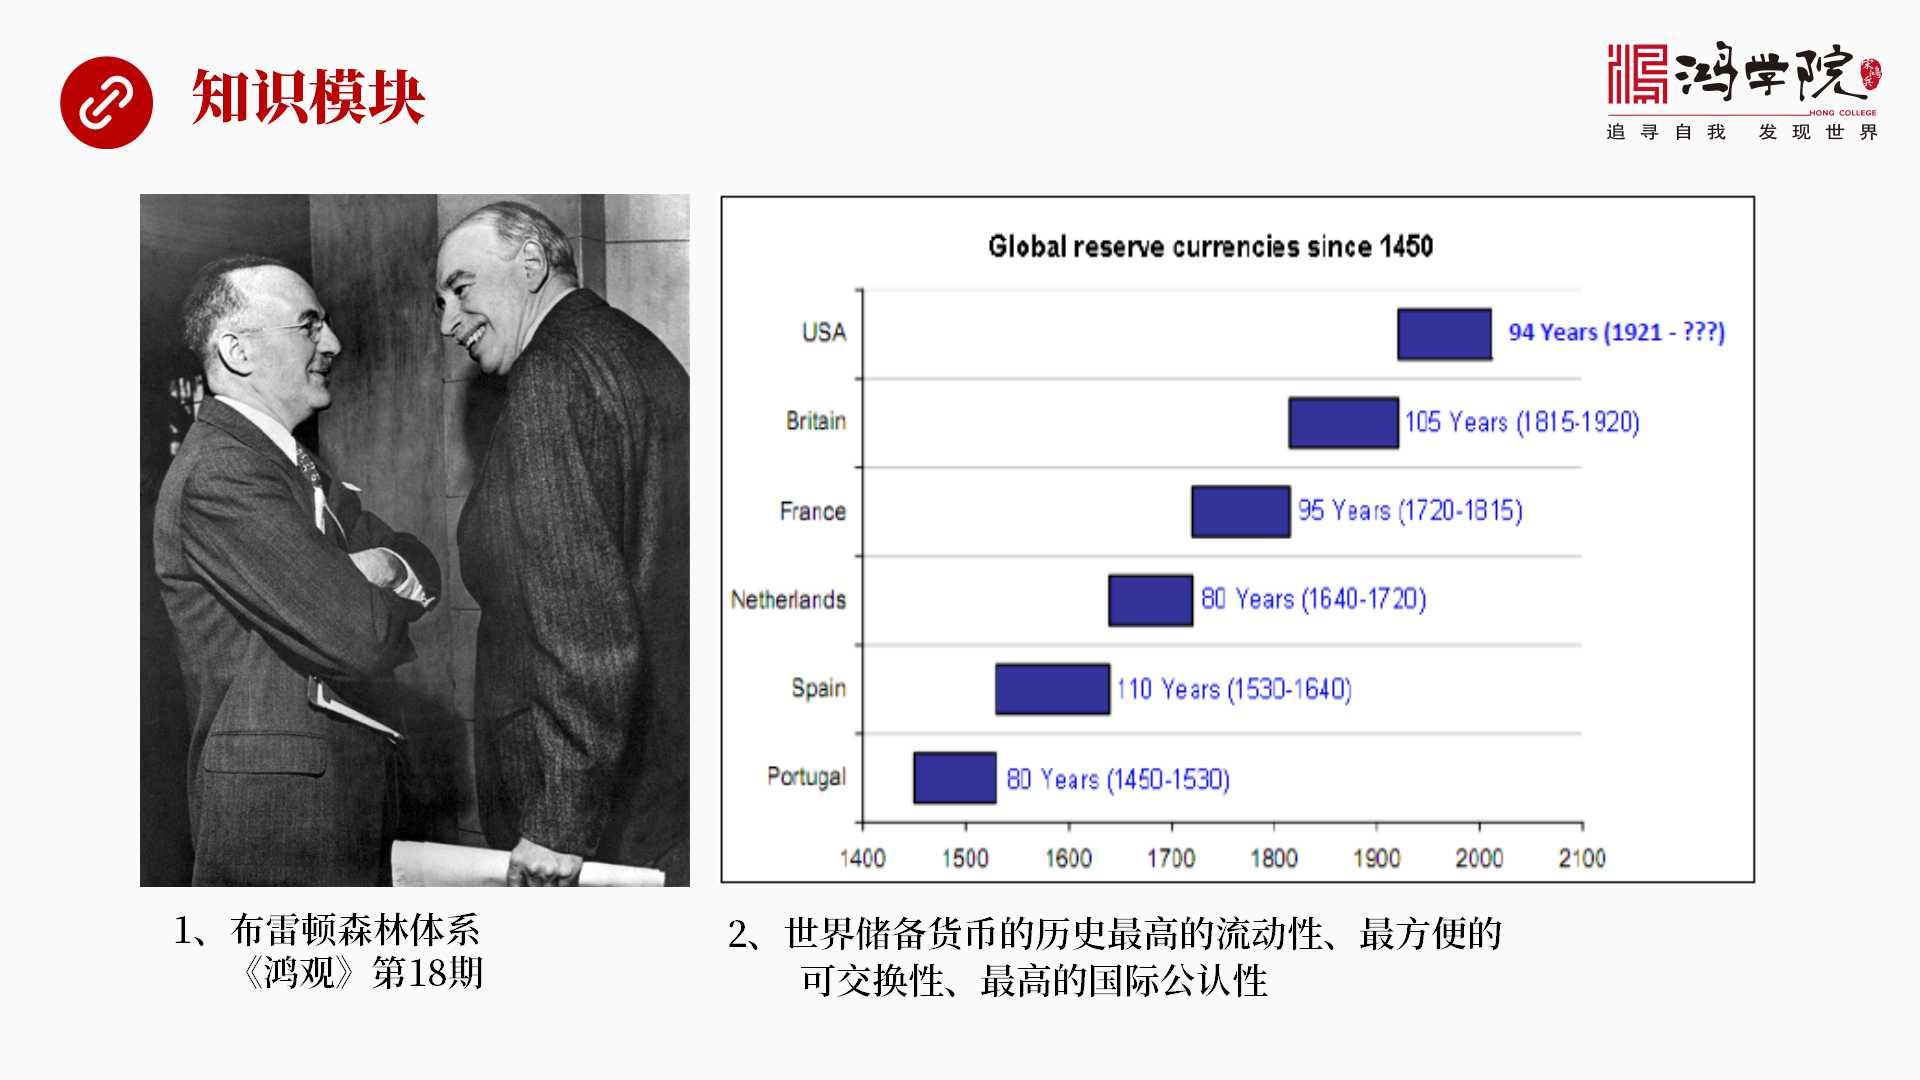 知识模块
鸿学院
宋鸿兵
HONG COLLEGE
追寻自我 发现世界
Global reserve currencies since 1450
USA
94 Years (1921 - ???)
Britain
105 Years (1815-1920)
France
95 Years (1720-1815)
Netherlands
80 Years (1640-1720)
Spain
110 Years (1530-1640)
Portugal
80 Years (1450-1530)
1400 1500 1600 1700 1800 1900 2000 2100
1、布雷顿森林体系
《鸿观》第18期
2、世界储备货币的历史最高的流动性、最方便的
可交换性、最高的国际公认性